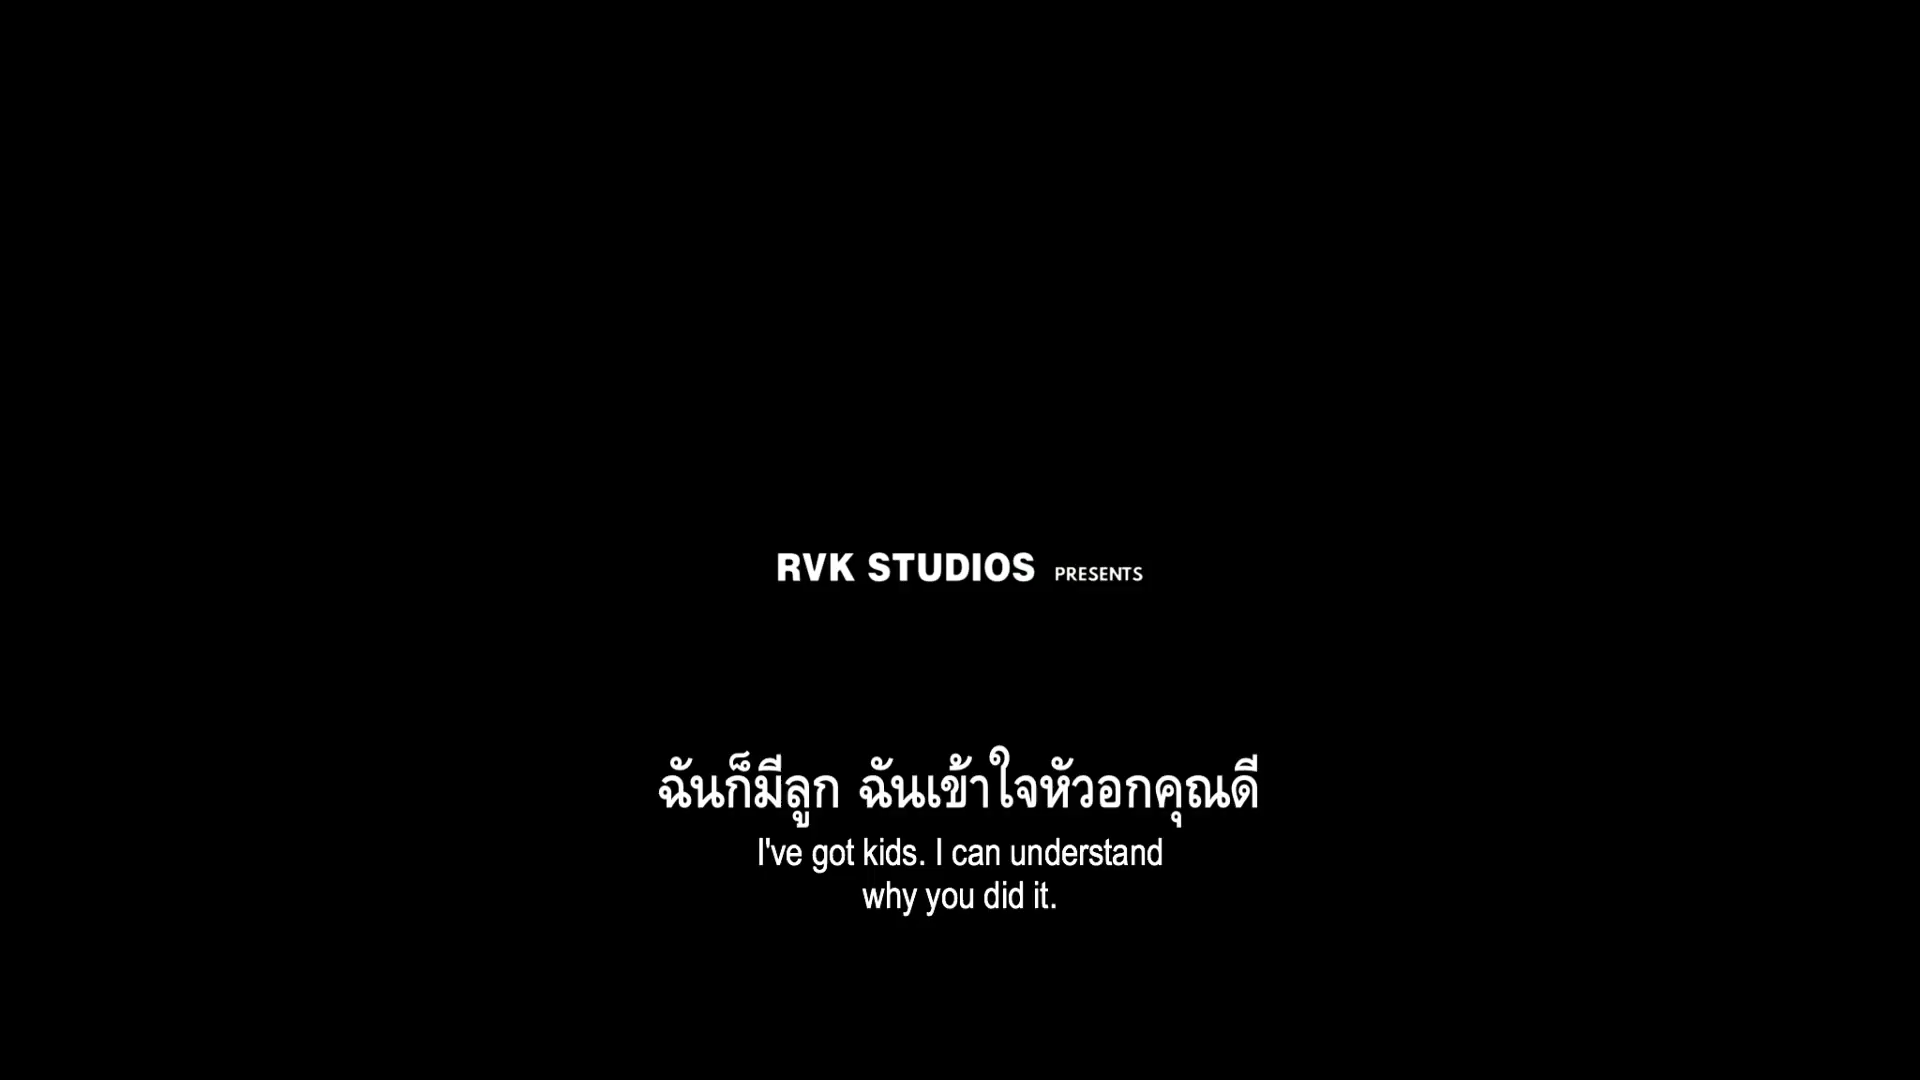 RVK STUDIOS PRESENTS
ฉันก็มีลูก ฉันเข้าใจหัวอกคุณดี
I've got kids. I can understand
why you did it.